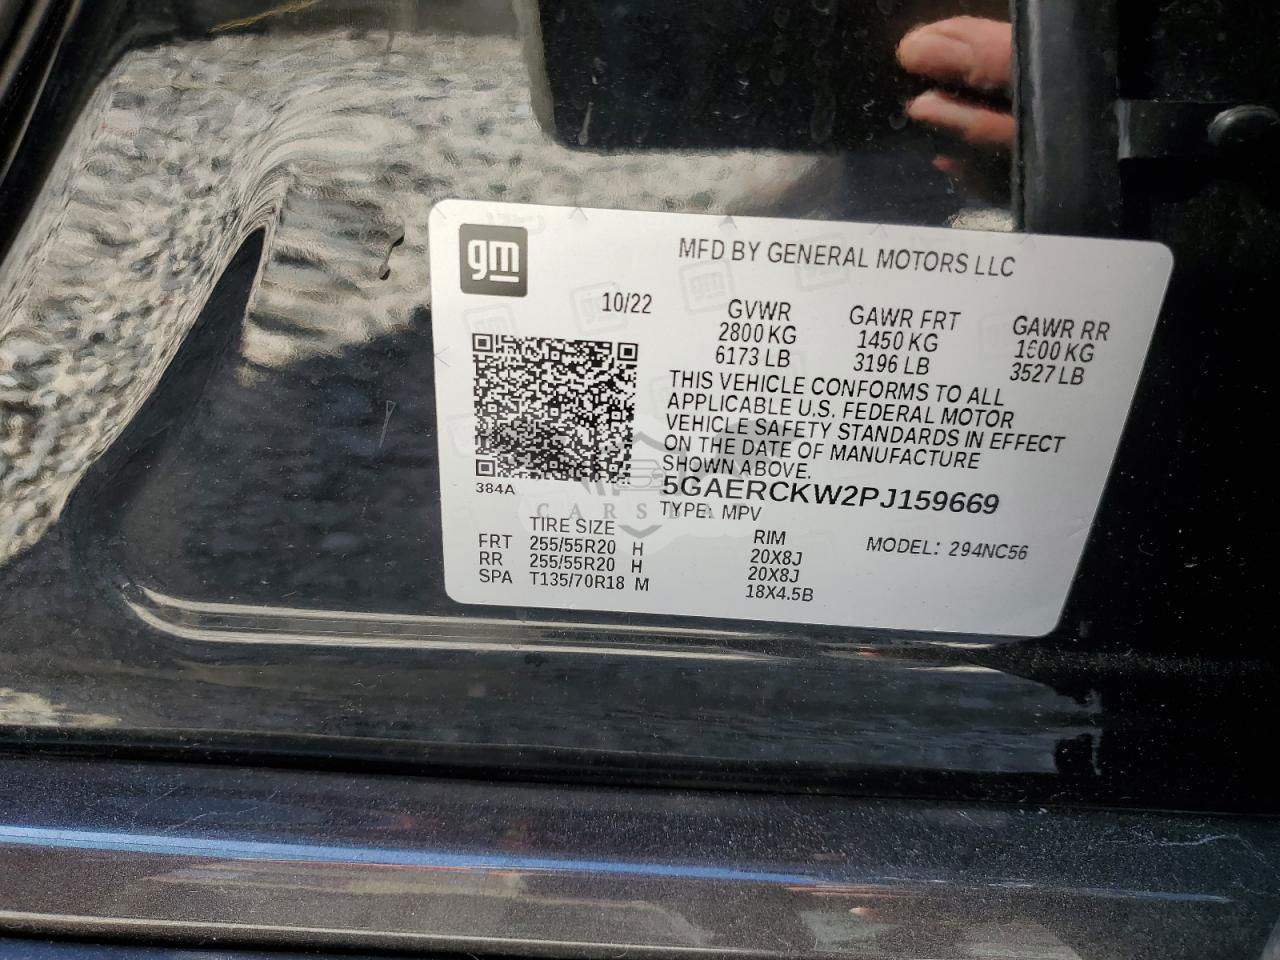 gm
MFD BY GENERAL MOTORS LLC
10/22
GVWR
2800 KG
6173 LB
GAWR FRT
1450 KG
3196 LB
GAWR RR
1600 KG
3527 LB
THIS VEHICLE CONFORMS TO ALL
APPLICABLE U.S. FEDERAL MOTOR
VEHICLE SAFETY STANDARDS IN EFFECT
ON THE DATE OF MANUFACTURE
SHOWN ABOVE.
384A
5GAERCKW2PJ159669
TYPE: MPV
TIRE SIZE RIM
FRT 255/55R20 H 20X8J
RR 255/55R20 H 20X8J
SPA T135/70R18 M 18X4.5B
MODEL: 294NC56